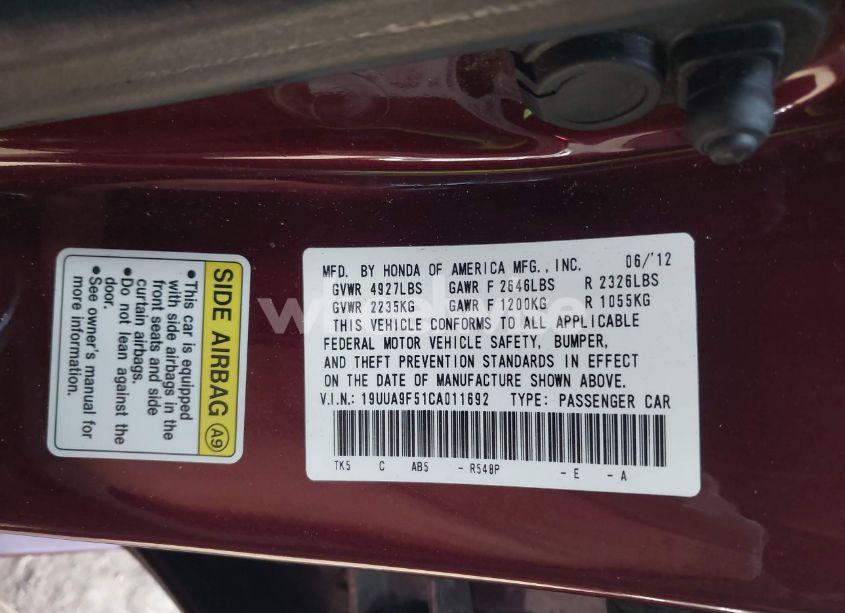 SIDE AIRBAG A9
•This car is equipped
with side airbags in the
front seats and side
curtain airbags.
•Do not lean against the
door.
•See owner's manual for
more information.
MFD. BY HONDA OF AMERICA MFG., INC. 06/'12
GVWR 4927LBS GAWR F 2646LBS R 2326LBS
GVWR 2235KG GAWR F 1200KG R 1055KG
THIS VEHICLE CONFORMS TO ALL APPLICABLE
FEDERAL MOTOR VEHICLE SAFETY, BUMPER,
AND THEFT PREVENTION STANDARDS IN EFFECT
ON THE DATE OF MANUFACTURE SHOWN ABOVE.
V.I.N.: 19UUA9F51CA011692 TYPE: PASSENGER CAR
TK5 C AB5 - R548P - E - A